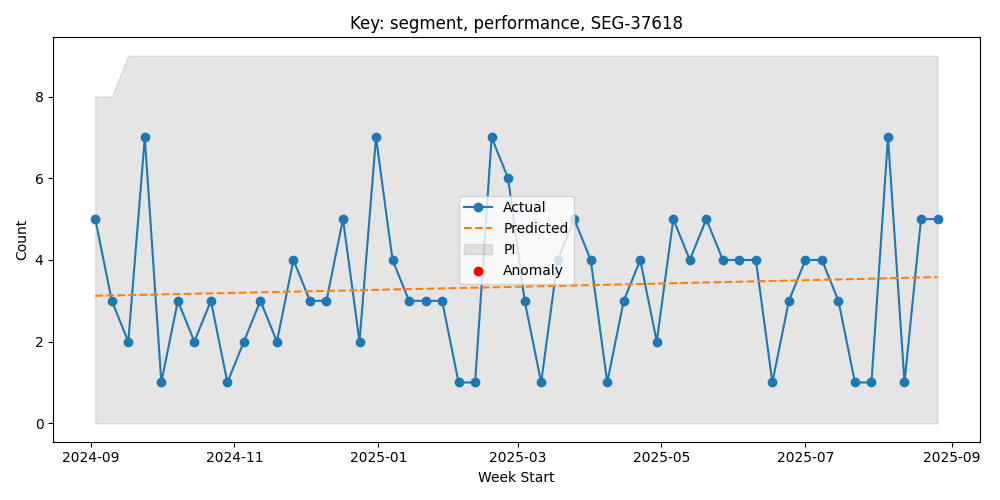 Key: segment, performance, SEG-37618
Count
8
6
4
2
0
Actual
Predicted
PI
Anomaly
2024-09 2024-11 2025-01 2025-03 2025-05 2025-07 2025-09
Week Start